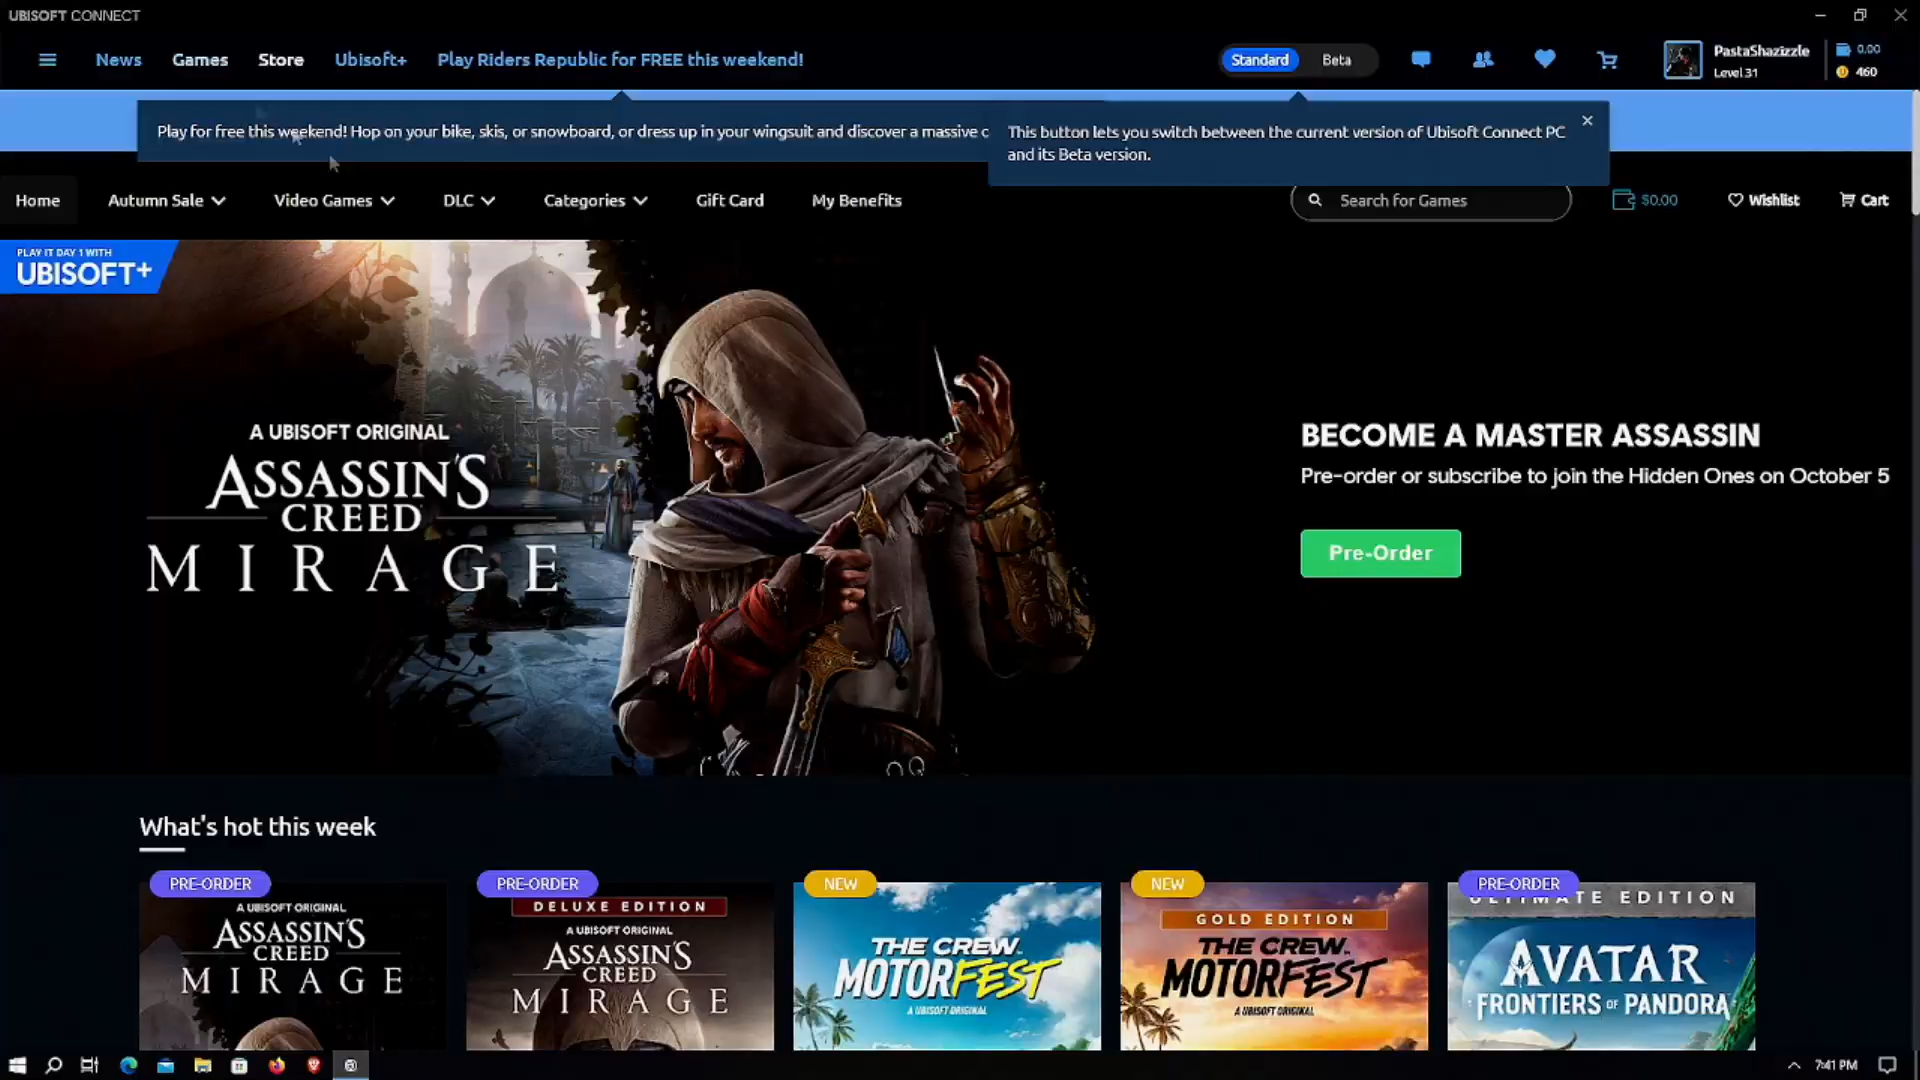 UBISOFT CONNECT
News
Games
Store
Ubisoft+
Play Riders Republic for FREE this weekend!
Standard
Beta
PastaShazizzle
Level 31
0.00
460
Play for free this weekend! Hop on your bike, skis, or snowboard, or dress up in your wingsuit and discover a massive
This button lets you switch between the current version of Ubisoft Connect PC
and its Beta version.
Home
Autumn Sale
Video Games
DLC
Categories
Gift Card
My Benefits
Search for Games
$0.00
Wishlist
Cart
PLAY IT DAY 1 WITH
UBISOFT+
A UBISOFT ORIGINAL
ASSASSIN'S
CREED
MIRAGE
BECOME A MASTER ASSASSIN
Pre-order or subscribe to join the Hidden Ones on October 5
Pre-Order
What's hot this week
PRE-ORDER
A UBISOFT ORIGINAL
ASSASSIN'S
CREED
MIRAGE
PRE-ORDER
DELUXE EDITION
A UBISOFT ORIGINAL
ASSASSIN'S
CREED
MIRAGE
NEW
THE CREW
MOTORFEST
A UBISOFT ORIGINAL
NEW
GOLD EDITION
THE CREW
MOTORFEST
A UBISOFT ORIGINAL
PRE-ORDER
ULTIMATE EDITION
AVATAR
FRONTIERS OF PANDORA
7:41 PM